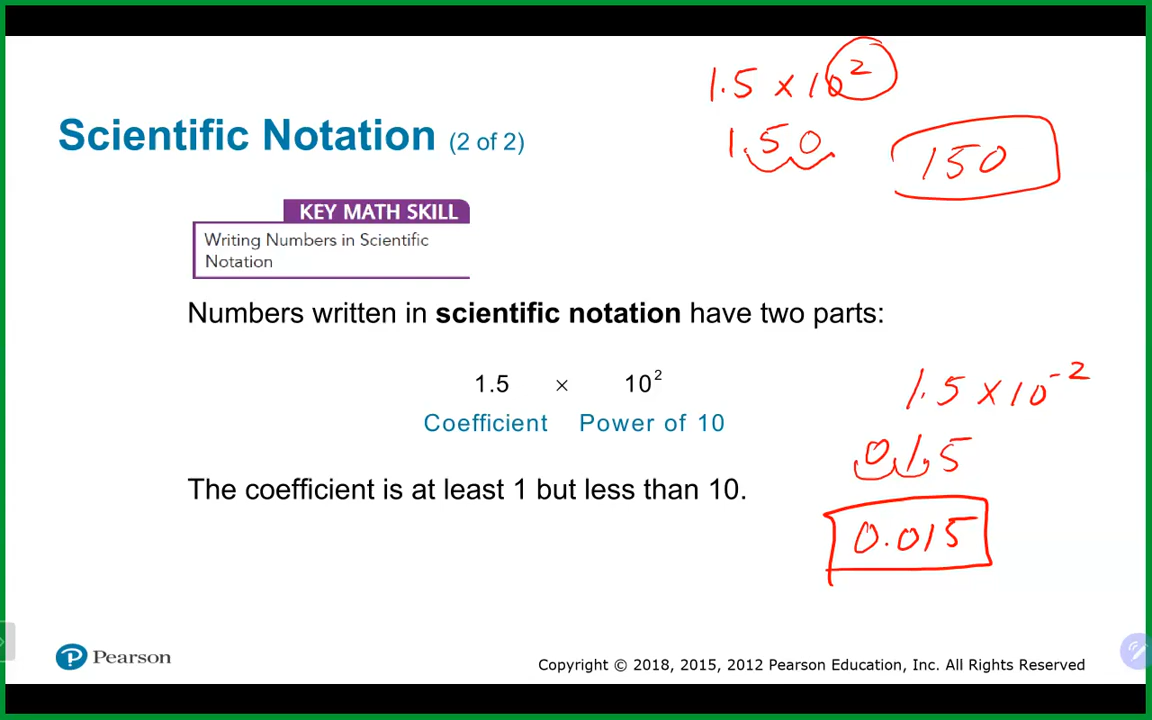 1.5 × 10²
1.50
150
Scientific Notation (2 of 2)
KEY MATH SKILL
Writing Numbers in Scientific
Notation
Numbers written in scientific notation have two parts:
1.5 × 10²
Coefficient Power of 10
The coefficient is at least 1 but less than 10.
1.5 × 10⁻²
01.5
0.015
Pearson
Copyright © 2018, 2015, 2012 Pearson Education, Inc. All Rights Reserved